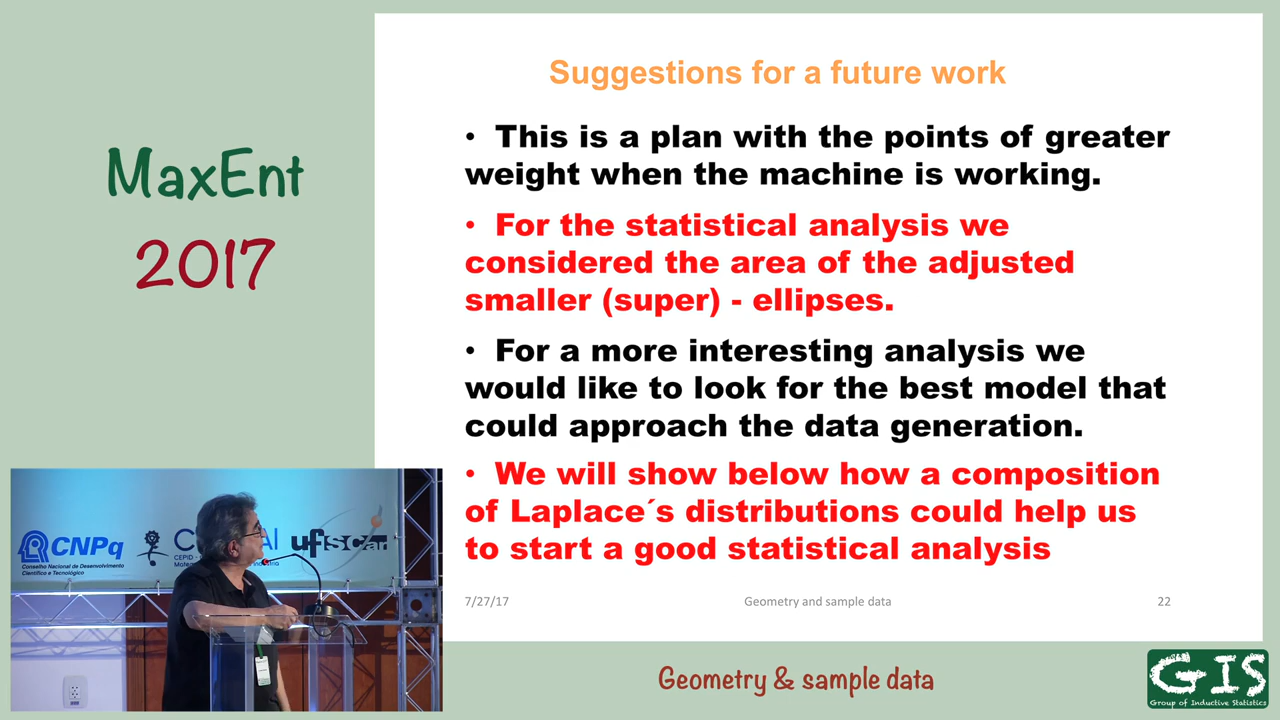 MaxEnt
2017
Suggestions for a future work
• This is a plan with the points of greater
weight when the machine is working.
• For the statistical analysis we
considered the area of the adjusted
smaller (super) - ellipses.
• For a more interesting analysis we
would like to look for the best model that
could approach the data generation.
• We will show below how a composition
of Laplace´s distributions could help us
to start a good statistical analysis
7/27/17
Geometry and sample data
22
CNPq
Conselho Nacional de Desenvolvimento
Científico e Tecnológico
CEPID -
ufscar
Geometry & sample data
GIS
Group of Inductive Statistics